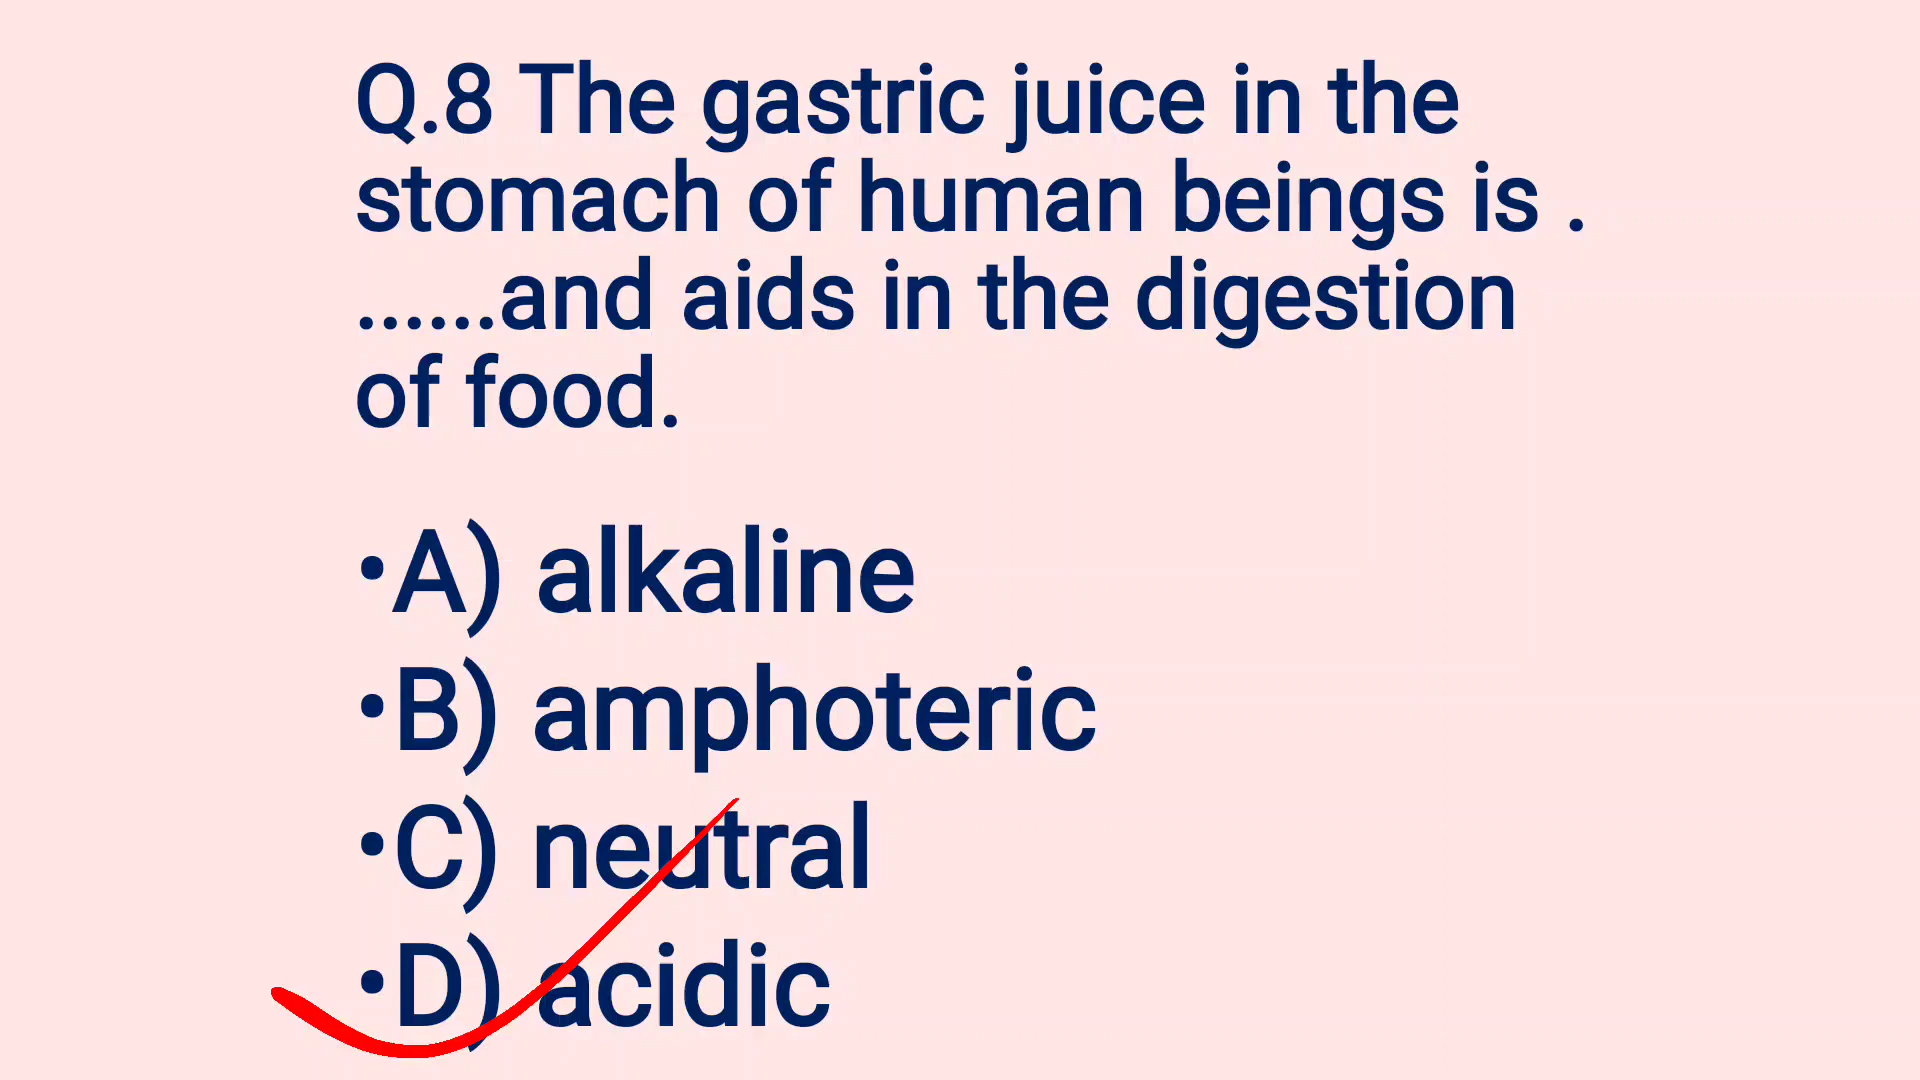 Q.8 The gastric juice in the
stomach of human beings is .
......and aids in the digestion
of food.
•A) alkaline
•B) amphoteric
•C) neutral
•D) acidic